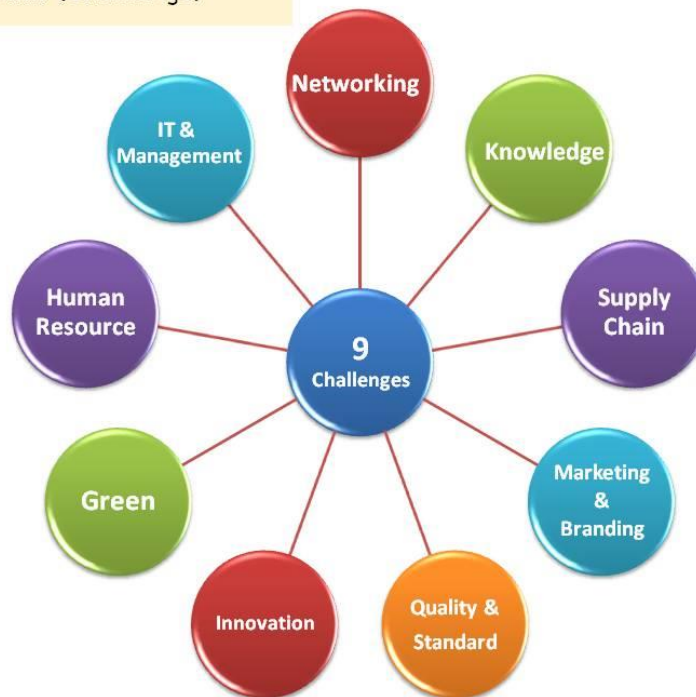 Networking
Knowledge
Supply
Chain
Marketing
&
Branding
Quality &
Standard
Innovation
Green
Human
Resource
IT &
Management
9
Challenges